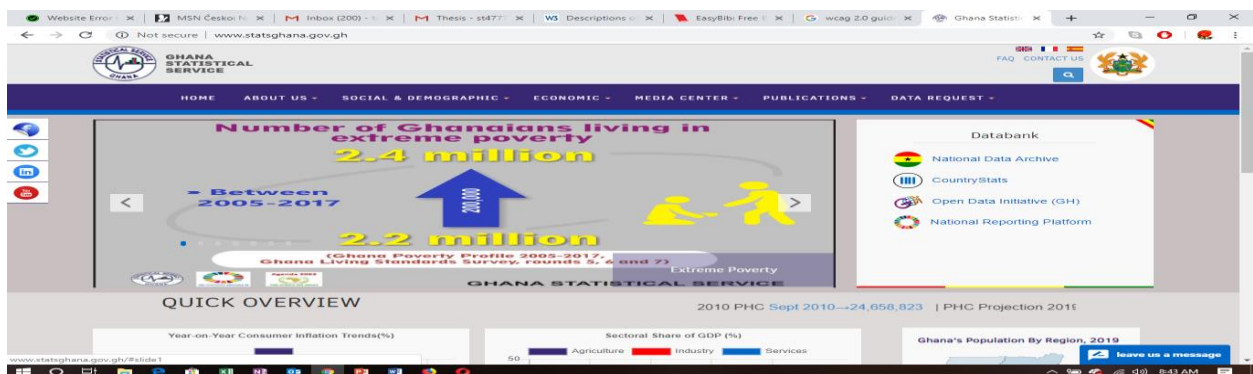 Website Error
MSN Česko
Inbox (200) -
Thesis - st477
Descriptions o
EasyBib: Free
wcag 2.0 guid
Ghana Statisti
Not secure | www.statsghana.gov.gh
GHANA
STATISTICAL
SERVICE
FAQ CONTACT US
HOME ABOUT US SOCIAL & DEMOGRAPHIC ECONOMIC MEDIA CENTER PUBLICATIONS DATA REQUEST
Number of Ghanaians living in
extreme poverty
2.4 million
Between
2005-2017
200,000
2.2 million
(Ghana Poverty Profile 2005-2017,
Ghana Living Standards Survey, rounds 5, 6 and 7)
Extreme Poverty
GHANA STATISTICAL SERVICE
Databank
National Data Archive
CountryStats
Open Data Initiative (GH)
National Reporting Platform
QUICK OVERVIEW
2010 PHC Sept 2010→24,658,823 | PHC Projection 2019
Year-on-Year Consumer Inflation Trends(%)
Sectoral Share of GDP (%)
Agriculture Industry Services
50
Ghana's Population By Region, 2019
leave us a message
www.statsghana.gov.gh/#slide1
8:43 AM